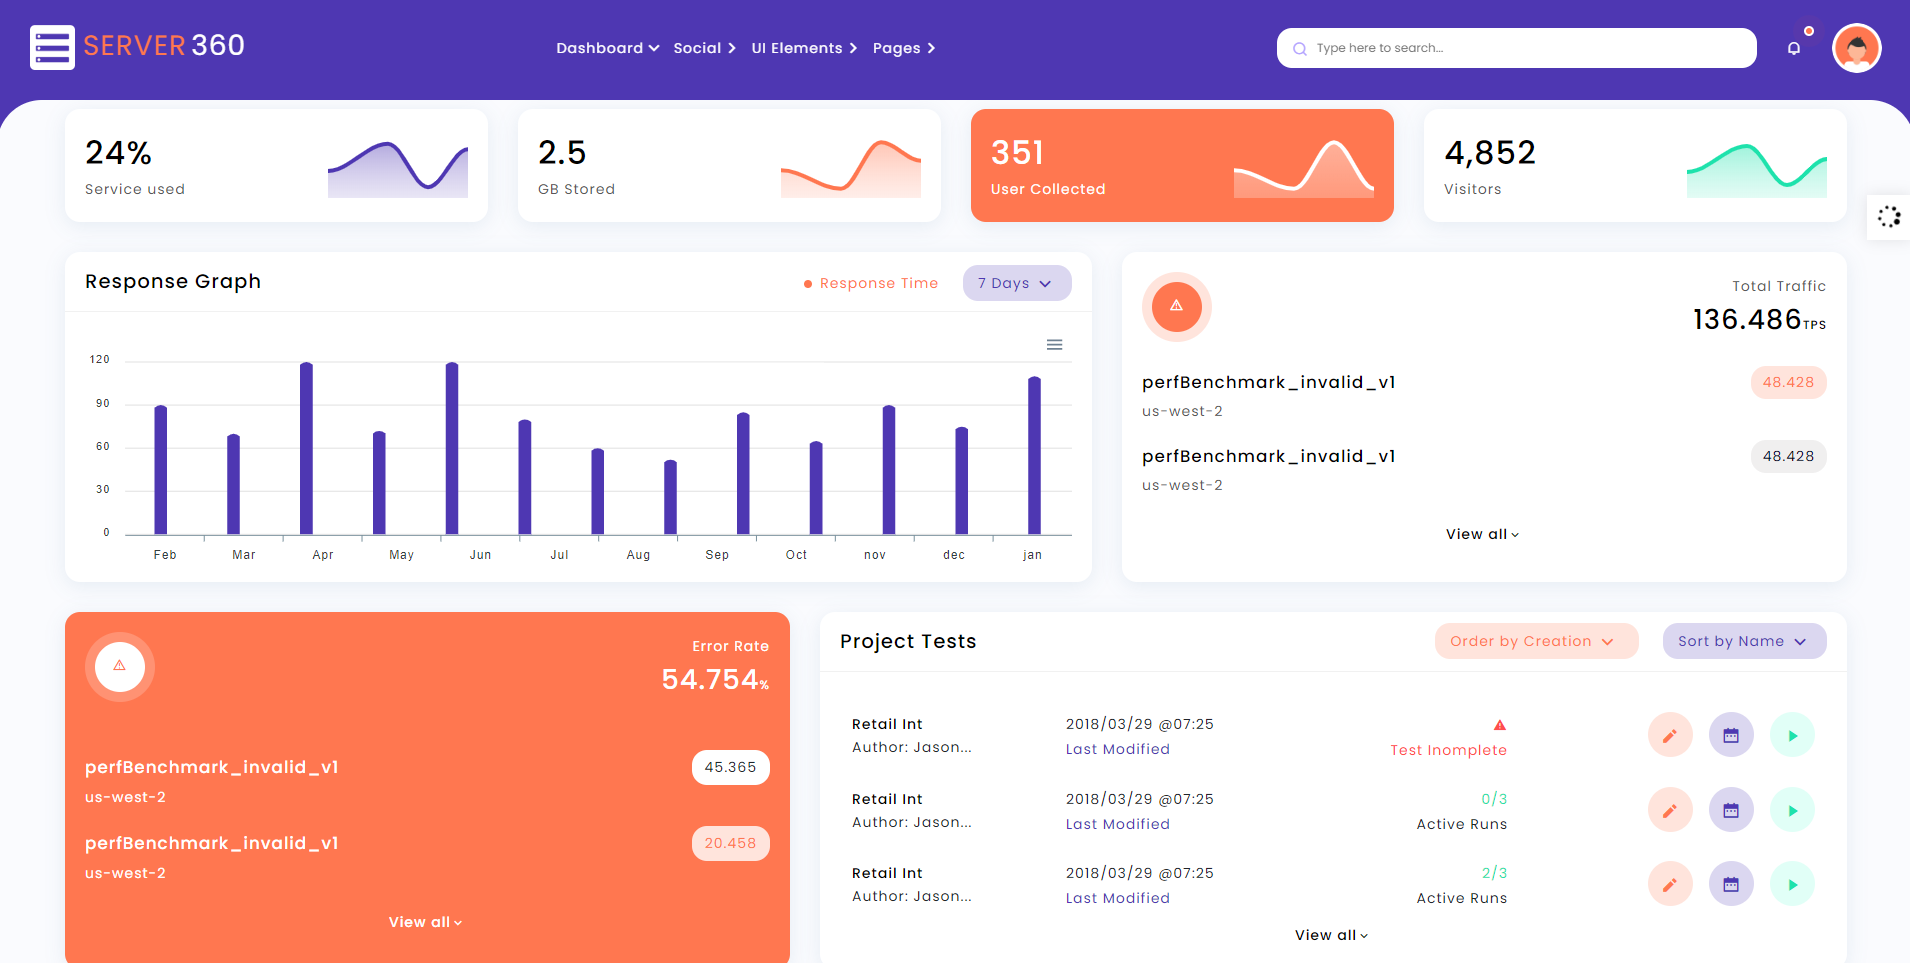 SERVER 360
Dashboard Social UI Elements Pages
Type here to search...
24%
Service used
2.5
GB Stored
351
User Collected
4,852
Visitors
Response Graph
Response Time
7 Days
120
90
60
30
0
Feb Mar Apr May Jun Jul Aug Sep Oct nov dec jan
Total Traffic
136.486TPS
perfBenchmark_invalid_v1 48.428
us-west-2
perfBenchmark_invalid_v1 48.428
us-west-2
View all
Error Rate
54.754%
perfBenchmark_invalid_v1 45.365
us-west-2
perfBenchmark_invalid_v1 20.458
us-west-2
View all
Project Tests
Order by Creation
Sort by Name
Retail Int 2018/03/29 @07:25
Author: Jason... Last Modified Test Inomplete
Retail Int 2018/03/29 @07:25 0/3
Author: Jason... Last Modified Active Runs
Retail Int 2018/03/29 @07:25 2/3
Author: Jason... Last Modified Active Runs
View all